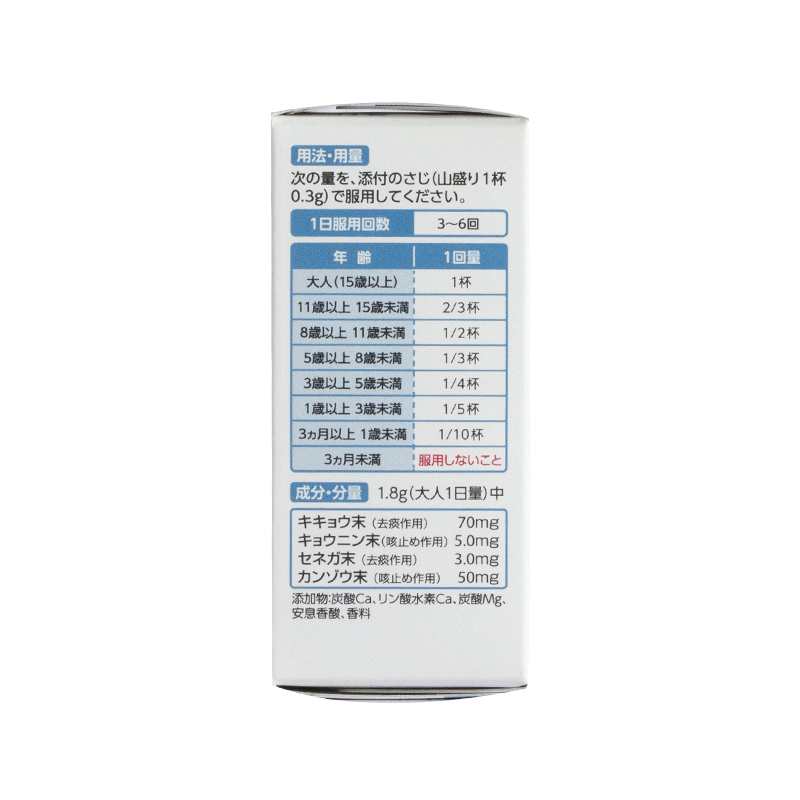 用法・用量
次の量を、添付のさじ(山盛り1杯
0.3g)で服用してください。
1日服用回数 3〜6回
年齢 1回量
大人(15歳以上) 1杯
11歳以上 15歳未満 2/3杯
8歳以上 11歳未満 1/2杯
5歳以上 8歳未満 1/3杯
3歳以上 5歳未満 1/4杯
1歳以上 3歳未満 1/5杯
3ヵ月以上 1歳未満 1/10杯
3ヵ月未満 服用しないこと
成分・分量 1.8g(大人1日量)中
キキョウ末(去痰作用) 70mg
キョウニン末(咳止め作用) 5.0mg
セネガ末(去痰作用) 3.0mg
カンゾウ末(咳止め作用) 50mg
添加物:炭酸Ca、リン酸水素Ca、炭酸Mg、
安息香酸、香料